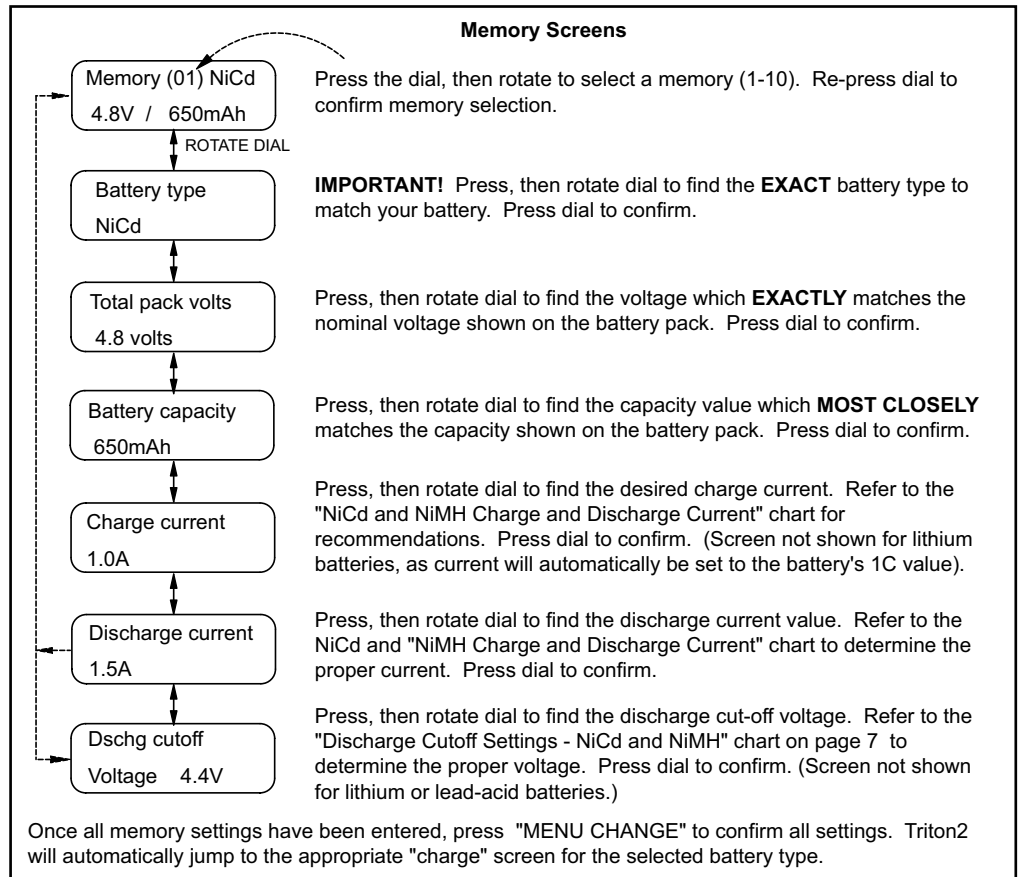 Memory Screens
Memory (01) NiCd
4.8V / 650mAh
Press the dial, then rotate to select a memory (1-10). Re-press dial to
confirm memory selection.
ROTATE DIAL
Battery type
NiCd
IMPORTANT! Press, then rotate dial to find the EXACT battery type to
match your battery. Press dial to confirm.
Total pack volts
4.8 volts
Press, then rotate dial to find the voltage which EXACTLY matches the
nominal voltage shown on the battery pack. Press dial to confirm.
Battery capacity
650mAh
Press, then rotate dial to find the capacity value which MOST CLOSELY
matches the capacity shown on the battery pack. Press dial to confirm.
Charge current
1.0A
Press, then rotate dial to find the desired charge current. Refer to the
"NiCd and NiMH Charge and Discharge Current" chart for
recommendations. Press dial to confirm. (Screen not shown for lithium
batteries, as current will automatically be set to the battery's 1C value).
Discharge current
1.5A
Press, then rotate dial to find the discharge current value. Refer to the
NiCd and "NiMH Charge and Discharge Current" chart to determine the
proper current. Press dial to confirm.
Dschg cutoff
Voltage 4.4V
Press, then rotate dial to find the discharge cut-off voltage. Refer to the
"Discharge Cutoff Settings - NiCd and NiMH" chart on page 7 to
determine the proper voltage. Press dial to confirm. (Screen not shown
for lithium or lead-acid batteries.)
Once all memory settings have been entered, press "MENU CHANGE" to confirm all settings. Triton2
will automatically jump to the appropriate "charge" screen for the selected battery type.